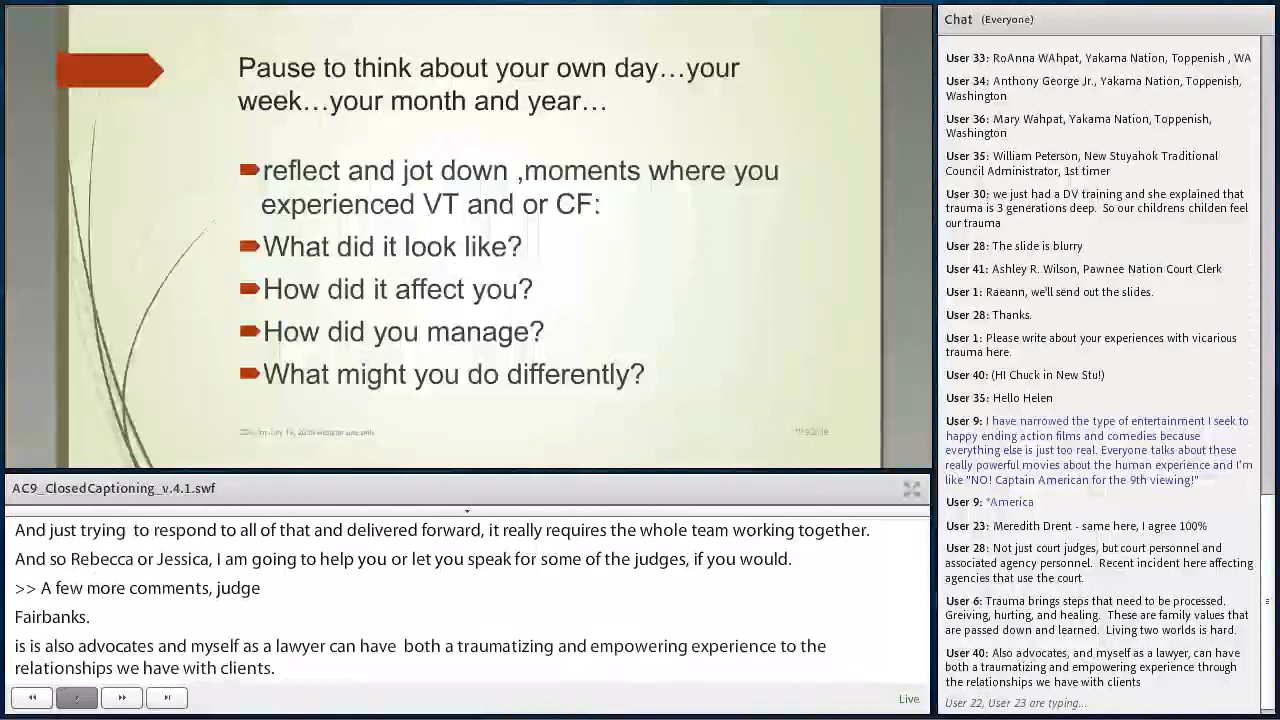 Pause to think about your own day…your
week…your month and year…
reflect and jot down ,moments where you
experienced VT and or CF:
What did it look like?
How did it affect you?
How did you manage?
What might you do differently?
AC9_ClosedCaptioning_v.4.1.swf
And just trying to respond to all of that and delivered forward, it really requires the whole team working together.
And so Rebecca or Jessica, I am going to help you or let you speak for some of the judges, if you would.
>> A few more comments, judge
Fairbanks.
is is also advocates and myself as a lawyer can have both a traumatizing and empowering experience to the
relationships we have with clients.
Live
Chat (Everyone)
User 33: RoAnna WAhpat, Yakama Nation, Toppenish , WA
User 34: Anthony George Jr., Yakama Nation, Toppenish,
Washington
User 36: Mary Wahpat, Yakama Nation, Toppenish,
Washington
User 35: William Peterson, New Stuyahok Traditional
Council Administrator, 1st timer
User 30: we just had a DV training and she explained that
trauma is 3 generations deep. So our childrens childen feel
our trauma
User 28: The slide is blurry
User 41: Ashley R. Wilson, Pawnee Nation Court Clerk
User 1: Raeann, we'll send out the slides.
User 28: Thanks.
User 1: Please write about your experiences with vicarious
trauma here.
User 40: (HI Chuck in New Stu!)
User 35: Hello Helen
User 9: I have narrowed the type of entertainment I seek to
happy ending action films and comedies because
everything else is just too real. Everyone talks about these
really powerful movies about the human experience and I'm
like "NO! Captain American for the 9th viewing!"
User 9: *America
User 23: Meredith Drent - same here, I agree 100%
User 28: Not just court judges, but court personnel and
associated agency personnel. Recent incident here affecting
agencies that use the court.
User 6: Trauma brings steps that need to be processed.
Greiving, hurting, and healing. These are family values that
are passed down and learned. Living two worlds is hard.
User 40: Also advocates, and myself as a lawyer, can have
both a traumatizing and empowering experience through
the relationships we have with clients
User 22, User 23 are typing...